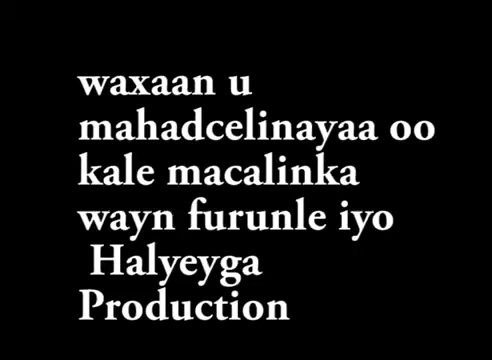 waxaan u
mahadcelinayaa oo
kale macalinka
wayn furunle iyo
Halyeyga
Production